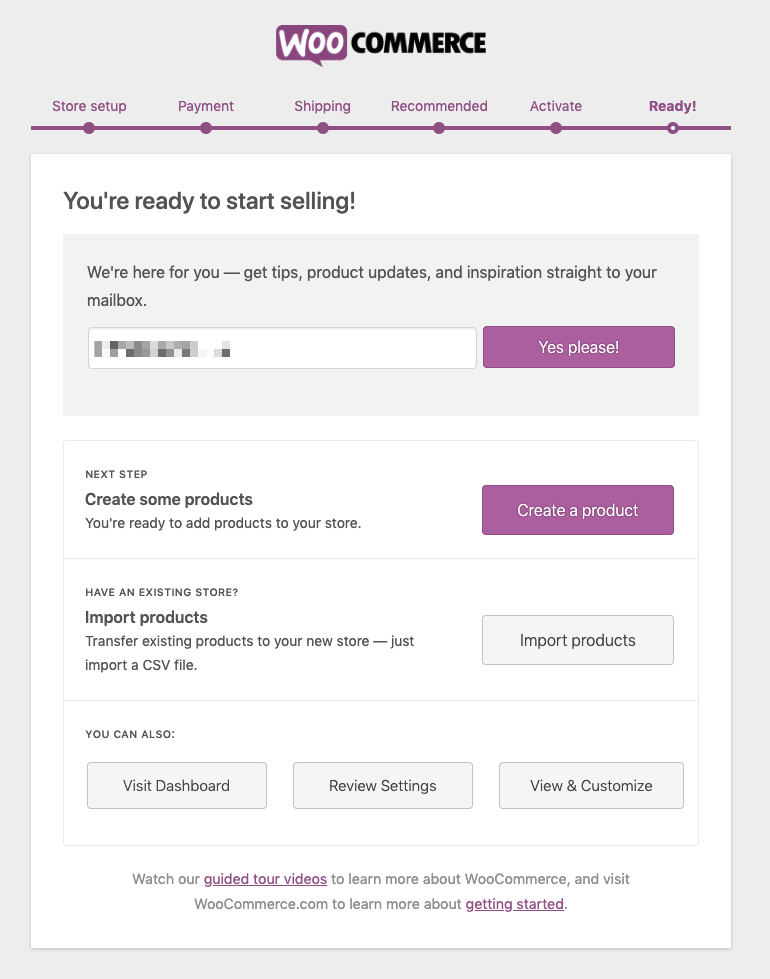 WOO COMMERCE
Store setup Payment Shipping Recommended Activate Ready!
You're ready to start selling!
We're here for you — get tips, product updates, and inspiration straight to your
mailbox.
Yes please!
NEXT STEP
Create some products
You're ready to add products to your store.
Create a product
HAVE AN EXISTING STORE?
Import products
Transfer existing products to your new store — just
import a CSV file.
Import products
YOU CAN ALSO:
Visit Dashboard Review Settings View & Customize
Watch our guided tour videos to learn more about WooCommerce, and visit
WooCommerce.com to learn more about getting started.